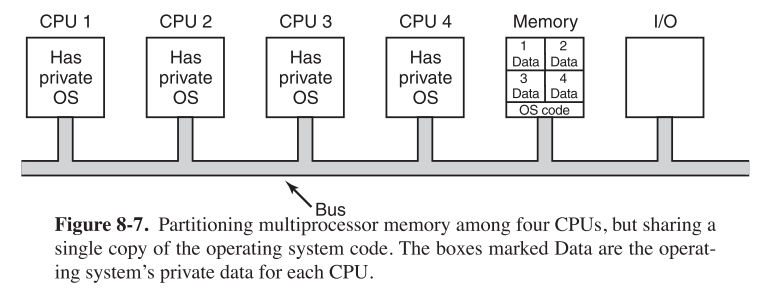 CPU 1
CPU 2
CPU 3
CPU 4
Memory
I/O
Has
private
OS
Has
private
OS
Has
private
OS
Has
private
OS
1
Data
2
Data
3
Data
4
Data
OS code
Bus
Figure 8-7. Partitioning multiprocessor memory among four CPUs, but sharing a
single copy of the operating system code. The boxes marked Data are the operat-
ing system’s private data for each CPU.